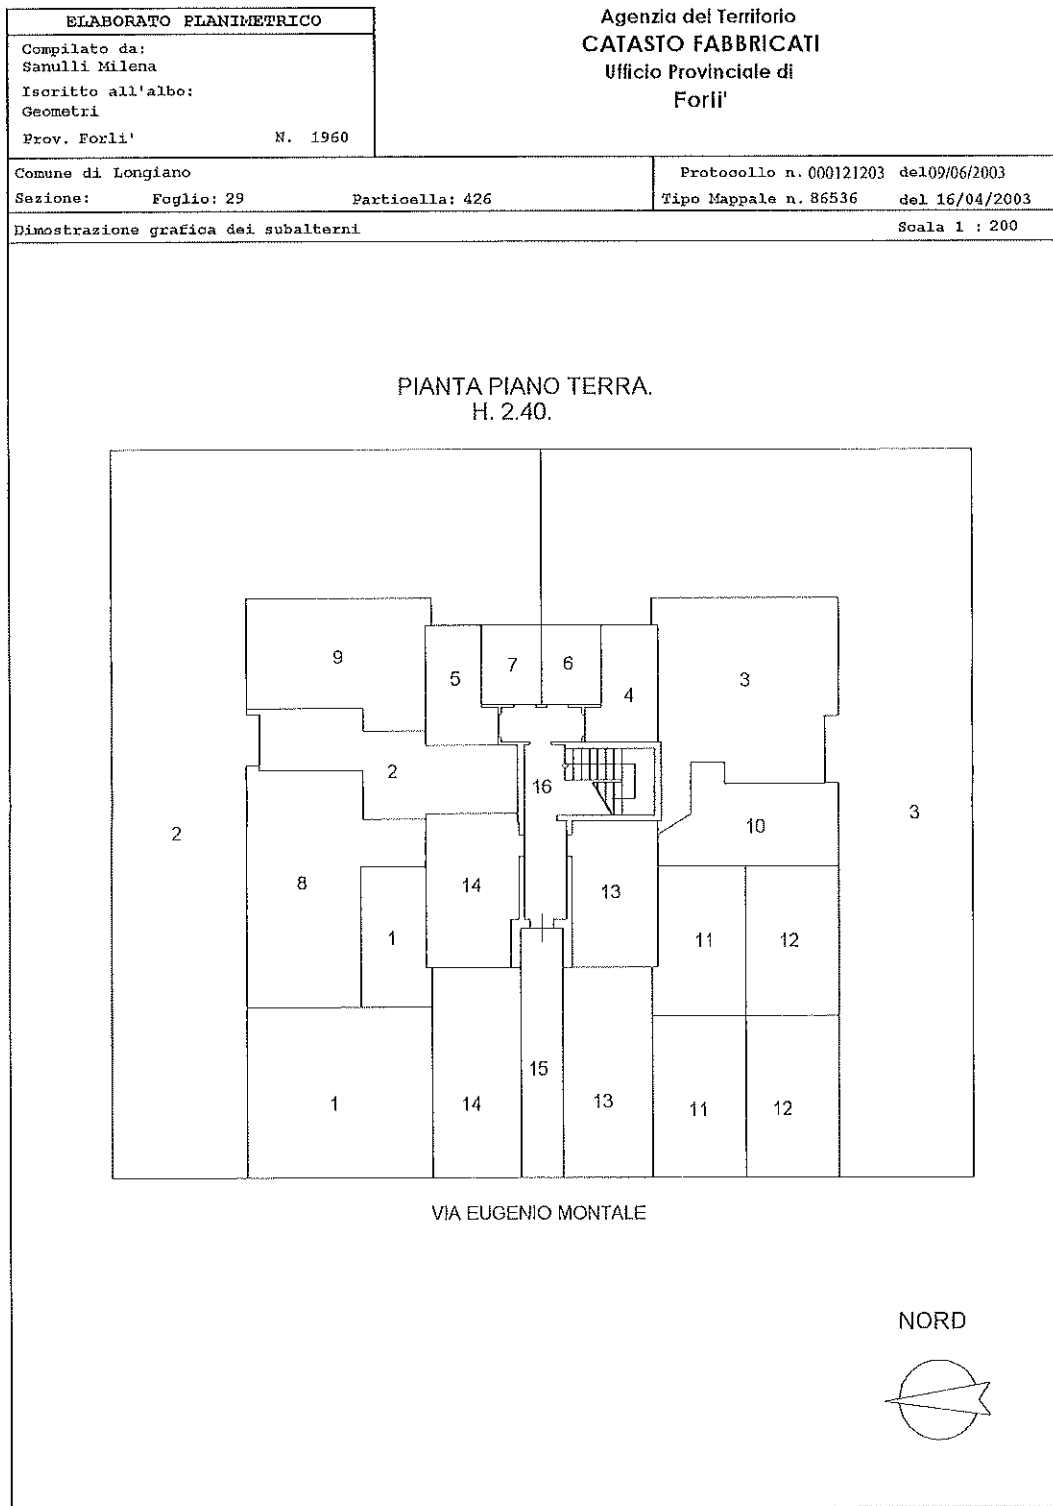 ELABORATO PLANIMETRICO
Compilato da:
Sanulli Milena
Iscritto all'albo:
Geometri
Prov. Forli' N. 1960
Agenzia del Territorio
CATASTO FABBRICATI
Ufficio Provinciale di
Forli'
Comune di Longiano
Sezione: Foglio: 29 Particella: 426
Protocollo n. 000121203 del 09/06/2003
Tipo Mappale n. 86536 del 16/04/2003
Dimostrazione grafica dei subalterni Scala 1 : 200
PIANTA PIANO TERRA.
H. 2.40.
9
5
7
6
4
3
2
16
2
3
10
8
14
13
1
11
12
15
1
14
13
11
12
VIA EUGENIO MONTALE
NORD